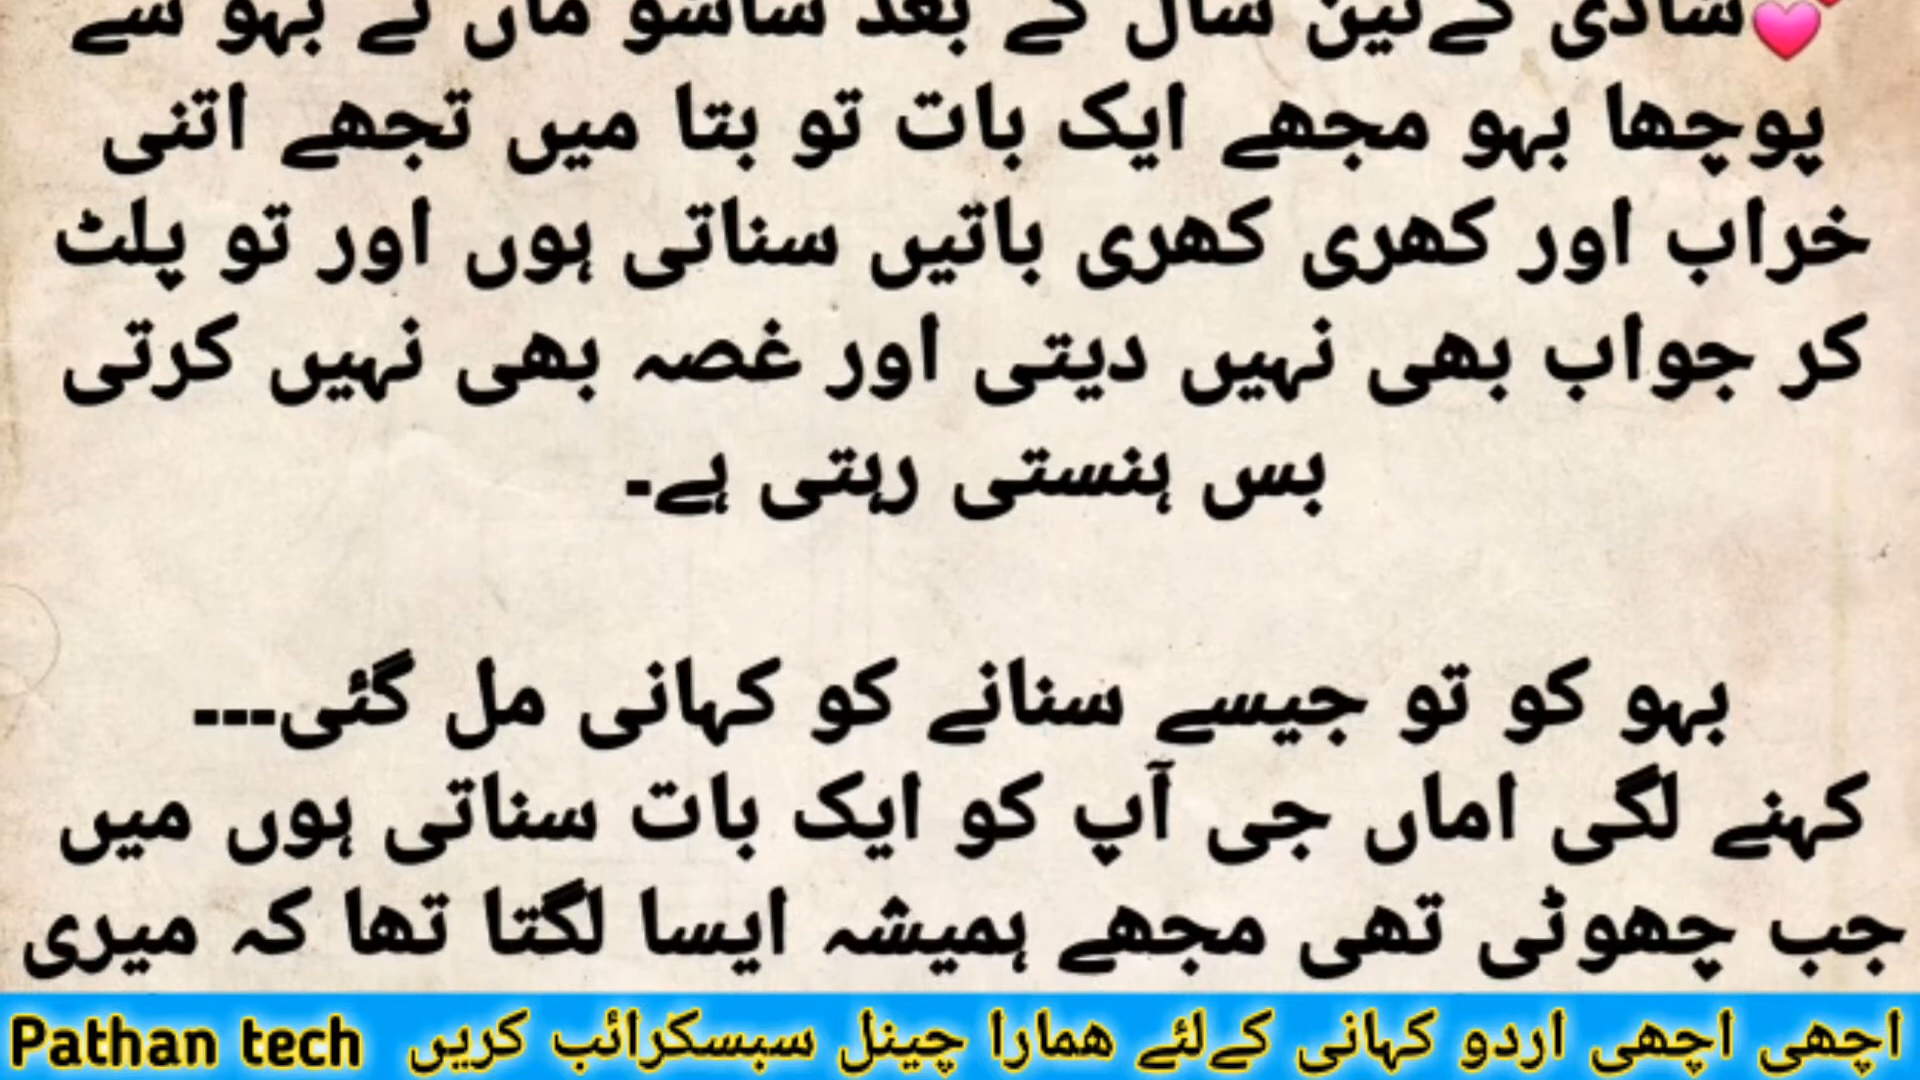 💕شادی کےتین سال کے بعد ساسو ماں نے بہو سے
پوچھا بہو مجھے ایک بات تو بتا میں تجھے اتنی
خراب اور کھری کھری باتیں سناتی ہوں اور تو پلٹ
کر جواب بھی نہیں دیتی اور غصہ بھی نہیں کرتی
بس ہنستی رہتی ہے۔
بہو کو تو جیسے سنانے کو کہانی مل گئی۔۔۔
کہنے لگی اماں جی آپ کو ایک بات سناتی ہوں میں
جب چھوٹی تھی مجھے ہمیشہ ایسا لگتا تھا کہ میری
اچھی اچھی اردو کہانی کےلئے ھمارا چینل سبسکرائب کریں Pathan tech